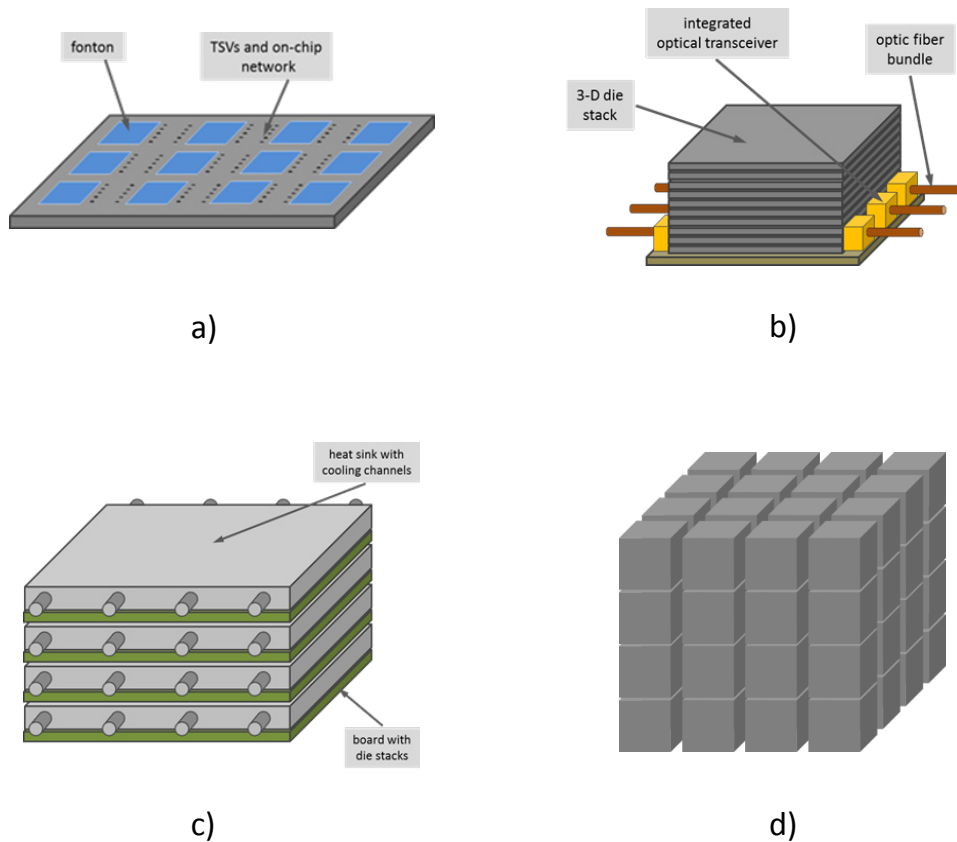 fonton
TSVs and on-chip
network
a)
integrated
optical transceiver
optic fiber
bundle
3-D die
stack
b)
heat sink with
cooling channels
board with
die stacks
c)
d)